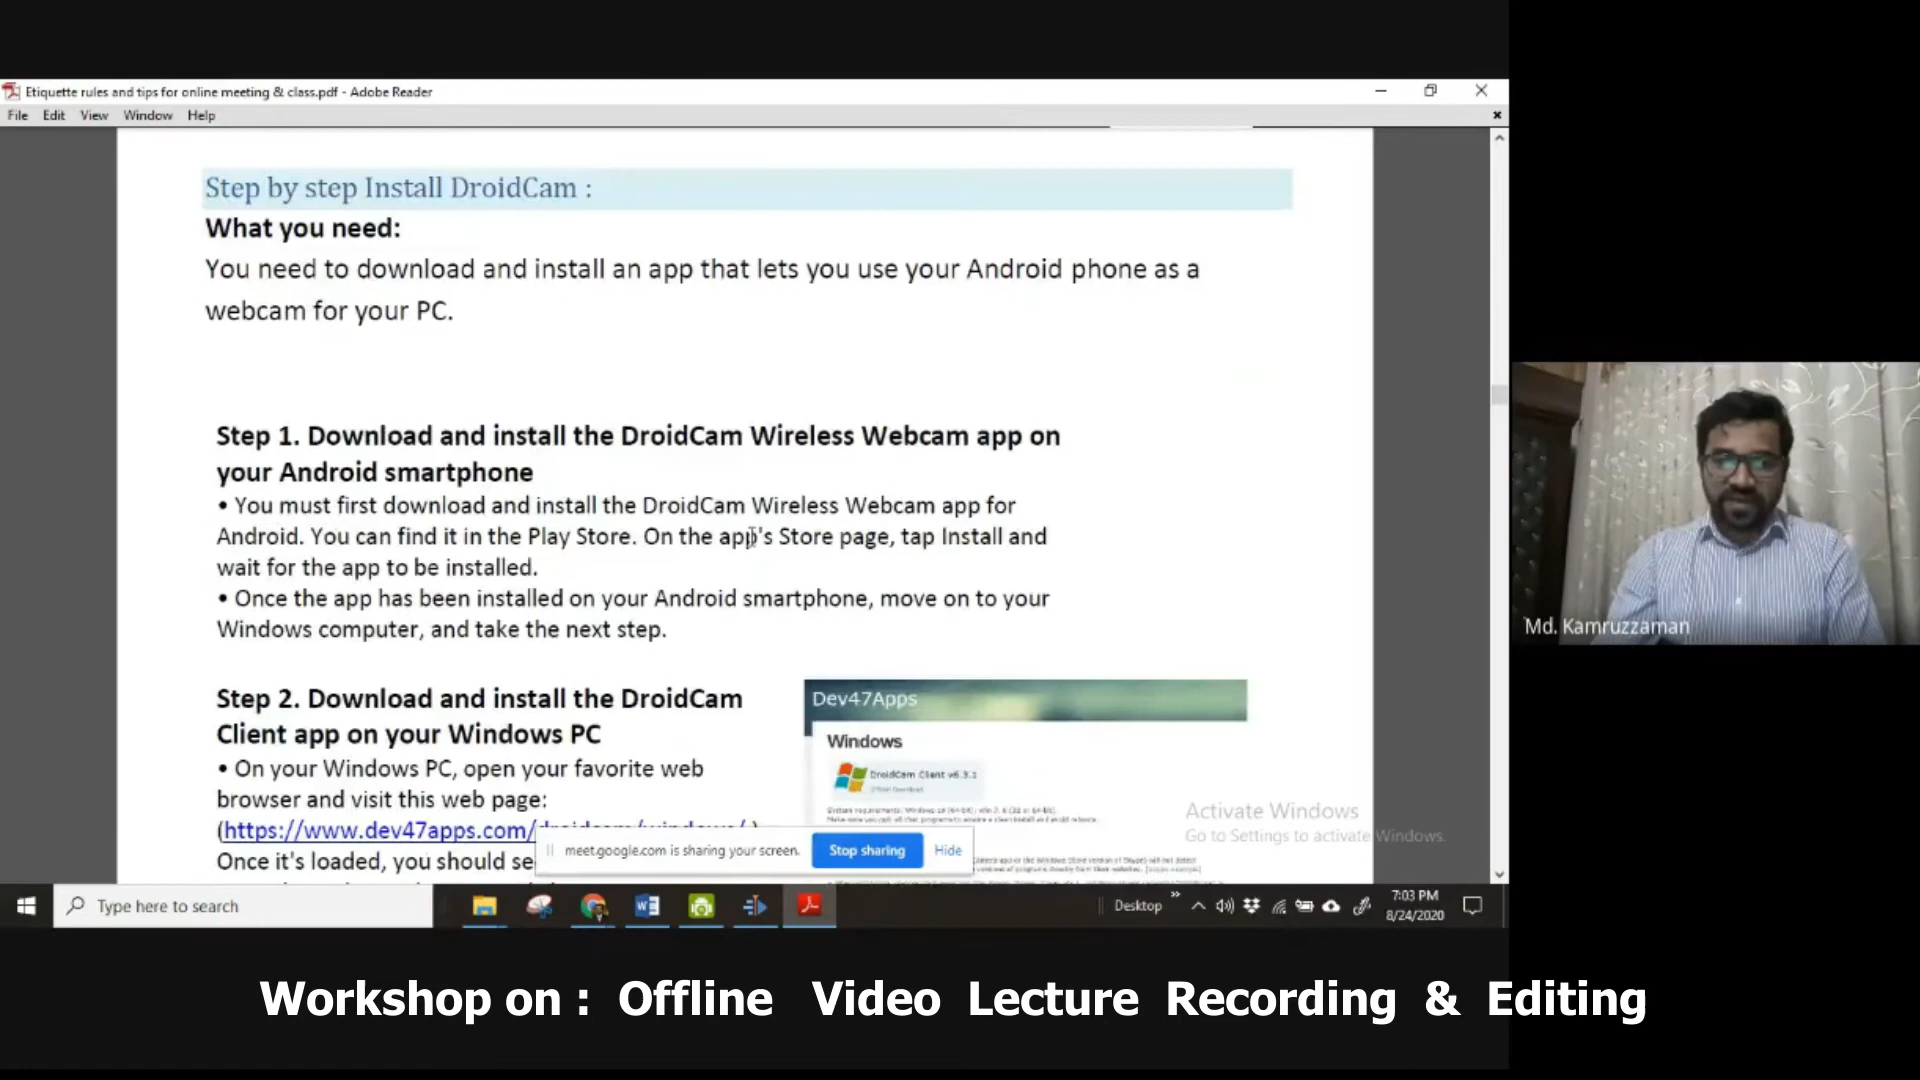 Etiquette rules and tips for online meeting & class.pdf - Adobe Reader
File Edit View Window Help
Step by step Install DroidCam :
What you need:
You need to download and install an app that lets you use your Android phone as a
webcam for your PC.
Step 1. Download and install the DroidCam Wireless Webcam app on
your Android smartphone
• You must first download and install the DroidCam Wireless Webcam app for
Android. You can find it in the Play Store. On the app's Store page, tap Install and
wait for the app to be installed.
• Once the app has been installed on your Android smartphone, move on to your
Windows computer, and take the next step.
Step 2. Download and install the DroidCam
Client app on your Windows PC
• On your Windows PC, open your favorite web
browser and visit this web page:
(https://www.dev47apps.com/droidcam/windows/ )
Once it's loaded, you should se
Dev47Apps
Windows
DroidCam Client v6.3.1
Activate Windows
Go to Settings to activate Windows.
meet.google.com is sharing your screen.
Stop sharing
Hide
Type here to search
Desktop
7:03 PM
8/24/2020
Md. Kamruzzaman
Workshop on : Offline Video Lecture Recording & Editing